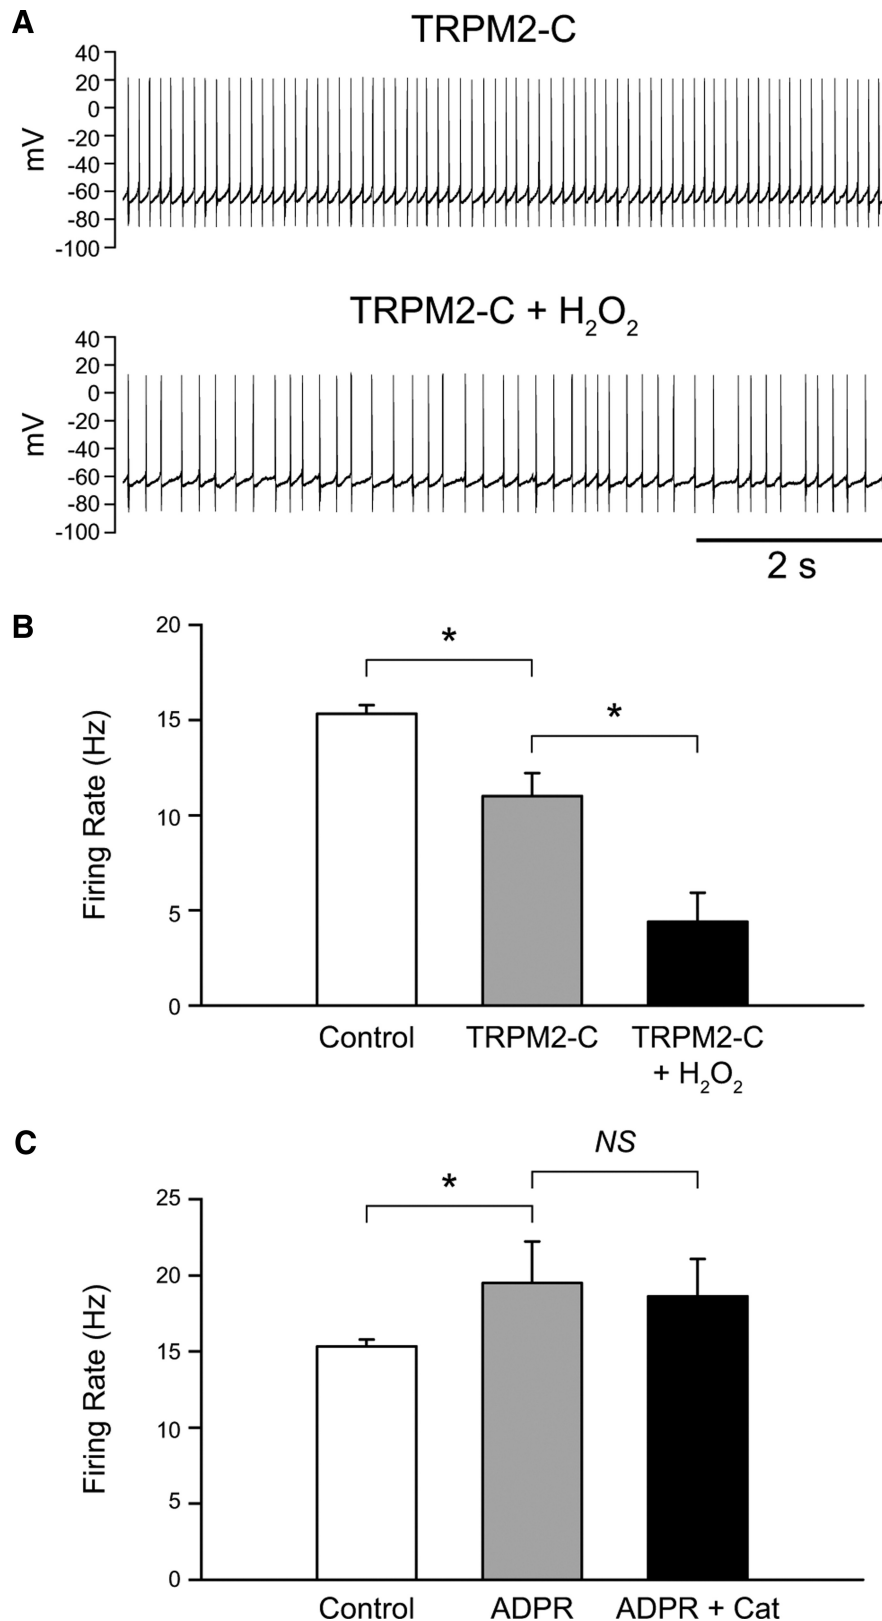 A
TRPM2-C
40
20
0
-20
-40
-60
-80
-100
mV
TRPM2-C + H₂O₂
40
20
0
-20
-40
-60
-80
-100
mV
2 s
B
20
15
10
5
0
Firing Rate (Hz)
*
*
Control TRPM2-C TRPM2-C
+ H₂O₂
C
NS
*
25
20
15
10
5
0
Firing Rate (Hz)
Control ADPR ADPR + Cat